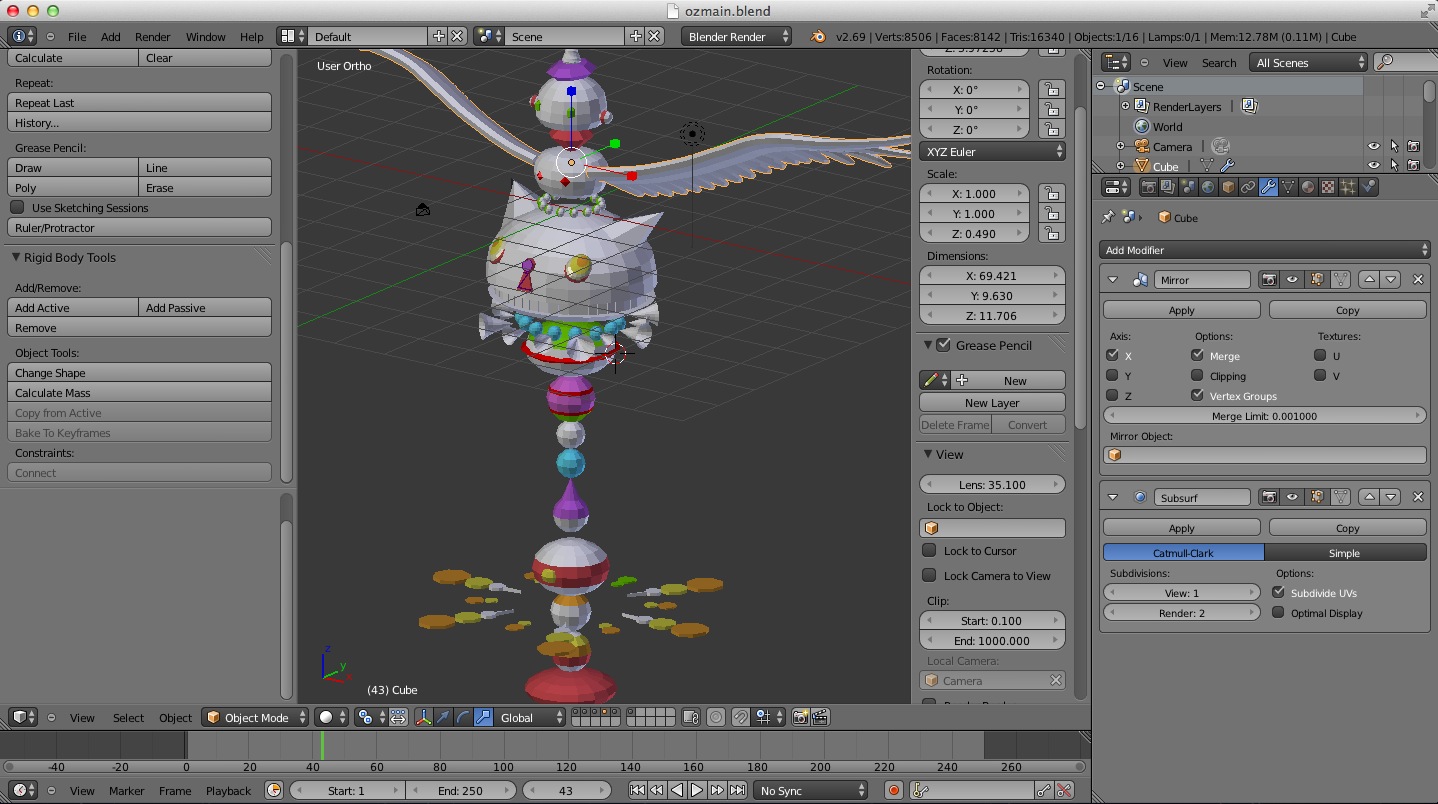 ozmain.blend
File Add Render Window Help Default Scene Blender Render v2.69 | Verts:8506 | Faces:8142 | Tris:16340 | Objects:1/16 | Lamps:0/1 | Mem:12.78M (0.11M) | Cube
Calculate Clear
Repeat:
Repeat Last
History...
Grease Pencil:
Draw Line
Poly Erase
Use Sketching Sessions
Ruler/Protractor
Rigid Body Tools
Add/Remove:
Add Active Add Passive
Remove
Object Tools:
Change Shape
Calculate Mass
Copy from Active
Bake To Keyframes
Constraints:
Connect
User Ortho
z
y
x
(43) Cube
Rotation:
X: 0°
Y: 0°
Z: 0°
XYZ Euler
Scale:
X: 1.000
Y: 1.000
Z: 0.490
Dimensions:
X: 69.421
Y: 9.630
Z: 11.706
Grease Pencil
New
New Layer
Delete Frame Convert
View
Lens: 35.100
Lock to Object:
Lock to Cursor
Lock Camera to View
Clip:
Start: 0.100
End: 1000.000
Local Camera:
Camera
View Search All Scenes
Scene
RenderLayers |
World
Camera |
Cube |
Cube
Add Modifier
Mirror
Apply Copy
Axis: Options: Textures:
X Merge U
Y Clipping V
Z Vertex Groups
Merge Limit: 0.001000
Mirror Object:
Subsurf
Apply Copy
Catmull-Clark Simple
Subdivisions: Options:
View: 1 Subdivide UVs
Render: 2 Optimal Display
View Select Object Object Mode Global
-40 -20 0 20 40 60 80 100 120 140 160 180 200 220 240 260
View Marker Frame Playback Start: 1 End: 250 43 No Sync